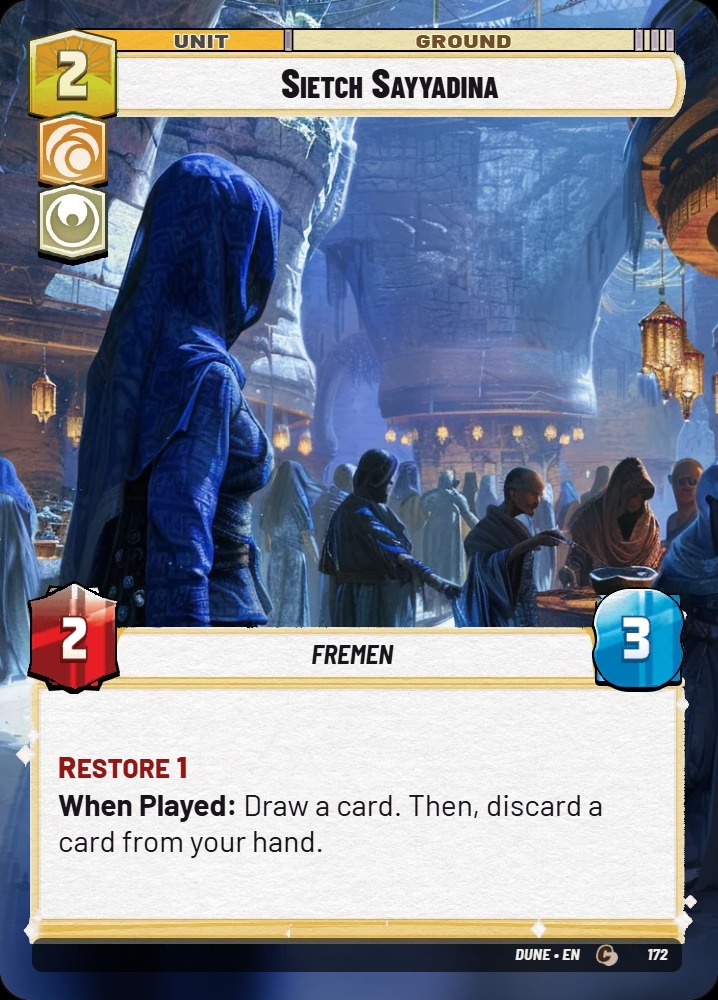 UNIT GROUND
2 SIETCH SAYYADINA
2 FREMEN 3
RESTORE 1
When Played: Draw a card. Then, discard a
card from your hand.
DUNE • EN C 172